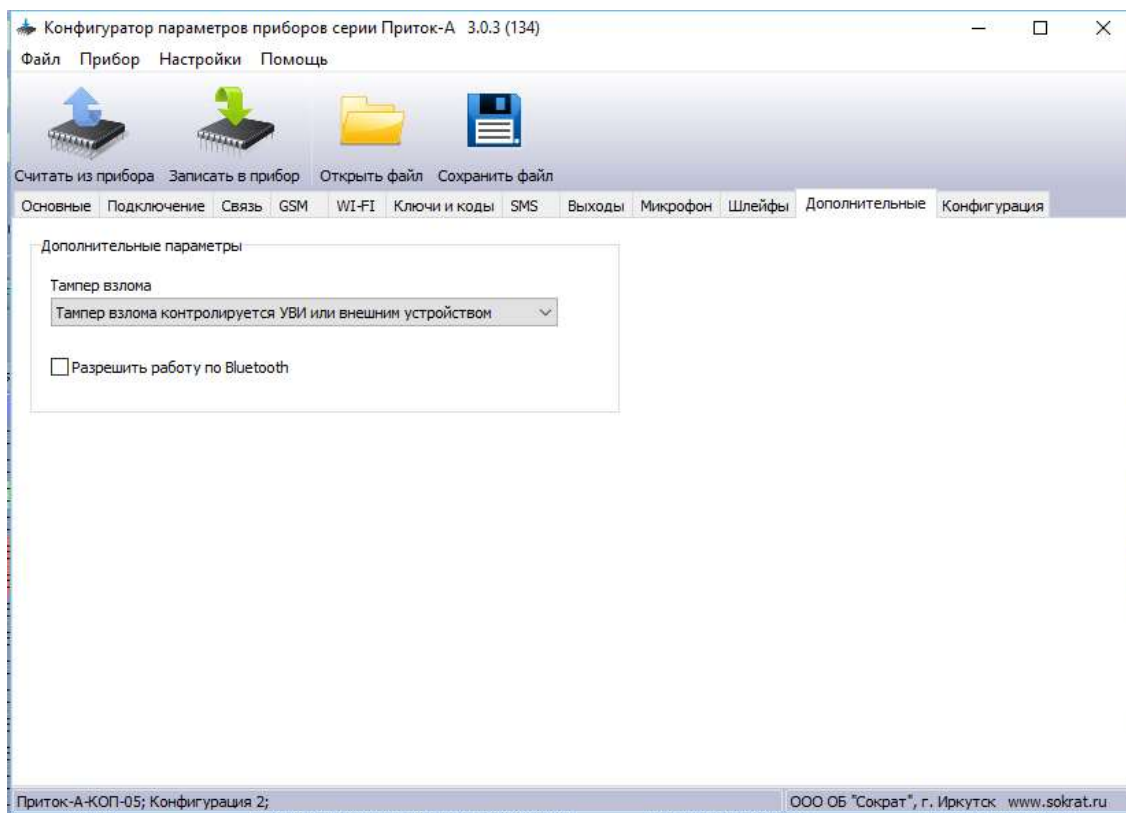 Конфигуратор параметров приборов серии Приток-А 3.0.3 (134)
Файл Прибор Настройки Помощь
Считать из прибора Записать в прибор Открыть файл Сохранить файл
Основные Подключение Связь GSM WI-FI Ключи и коды SMS Выходы Микрофон Шлейфы Дополнительные Конфигурация
Дополнительные параметры
Тампер взлома
Тампер взлома контролируется УВИ или внешним устройством
Разрешить работу по Bluetooth
Приток-А-КОП-05; Конфигурация 2; ООО ОБ "Сократ", г. Иркутск www.sokrat.ru